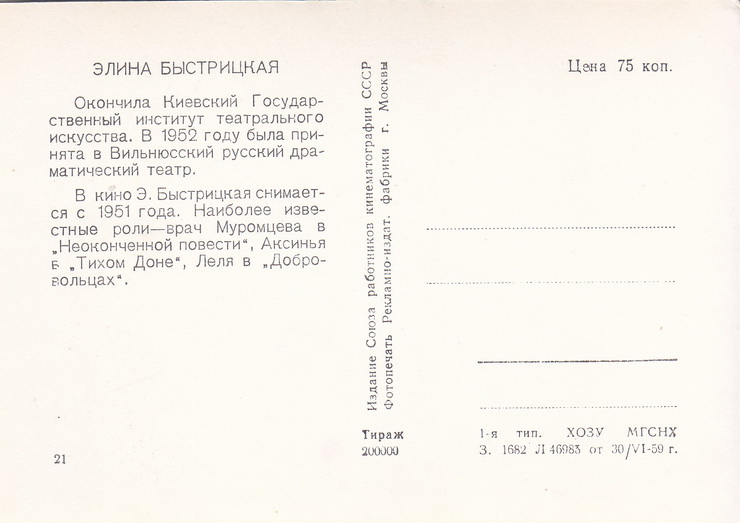 ЭЛИНА БЫСТРИЦКАЯ
Окончила Киевский Государ-
ственный институт театрального
искусства. В 1952 году была при-
нята в Вильнюсский русский дра-
матический театр.
В кино Э. Быстрицкая снимает-
ся с 1951 года. Наиболее изве-
стные роли—врач Муромцева в
„Неоконченной повести“, Аксинья
в „Тихом Доне“, Леля в „Добро-
вольцах“.
21
Издание Союза работников кинематографии СССР
Фотопечать Рекламно-издат. фабрики г. Москвы
Тираж
200000
Цена 75 коп.
1-я тип. ХОЗУ МГСНХ
З. 1682 Л 46983 от 30/VI-59 г.